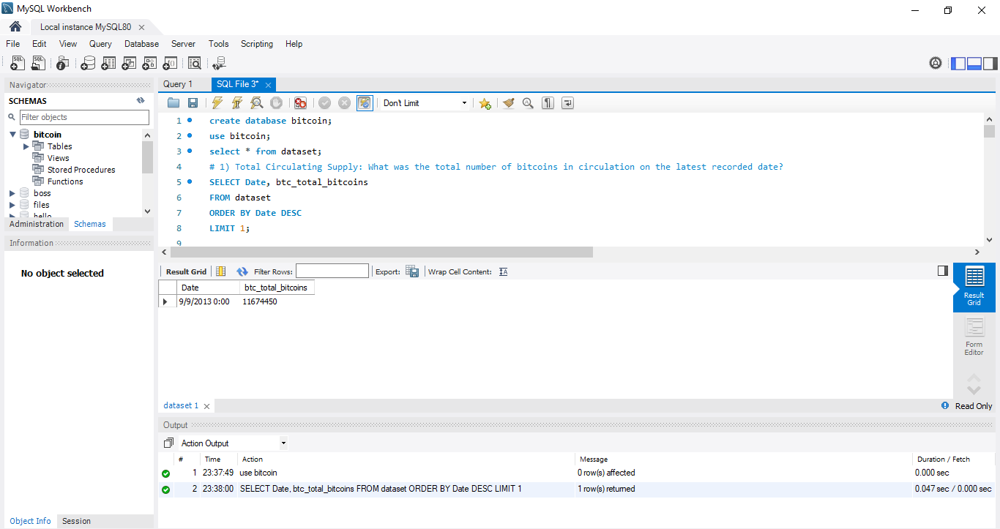 MySQL Workbench
Local instance MySQL80
File Edit View Query Database Server Tools Scripting Help
Navigator
SCHEMAS
Filter objects
bitcoin
Tables
Views
Stored Procedures
Functions
boss
files
hello
Administration Schemas
Information
No object selected
Object Info Session
Query 1 SQL File 3*
Don't Limit
1 create database bitcoin;
2 use bitcoin;
3 select * from dataset;
4 # 1) Total Circulating Supply: What was the total number of bitcoins in circulation on the latest recorded date?
5 SELECT Date, btc_total_bitcoins
6 FROM dataset
7 ORDER BY Date DESC
8 LIMIT 1;
9
Result Grid Filter Rows: Export: Wrap Cell Content:
Date btc_total_bitcoins
9/9/2013 0:00 11674450
Result
Grid
Form
Editor
dataset 1 Read Only
Output
Action Output
# Time Action Message Duration / Fetch
1 23:37:49 use bitcoin 0 row(s) affected 0.000 sec
2 23:38:00 SELECT Date, btc_total_bitcoins FROM dataset ORDER BY Date DESC LIMIT 1 1 row(s) returned 0.047 sec / 0.000 sec